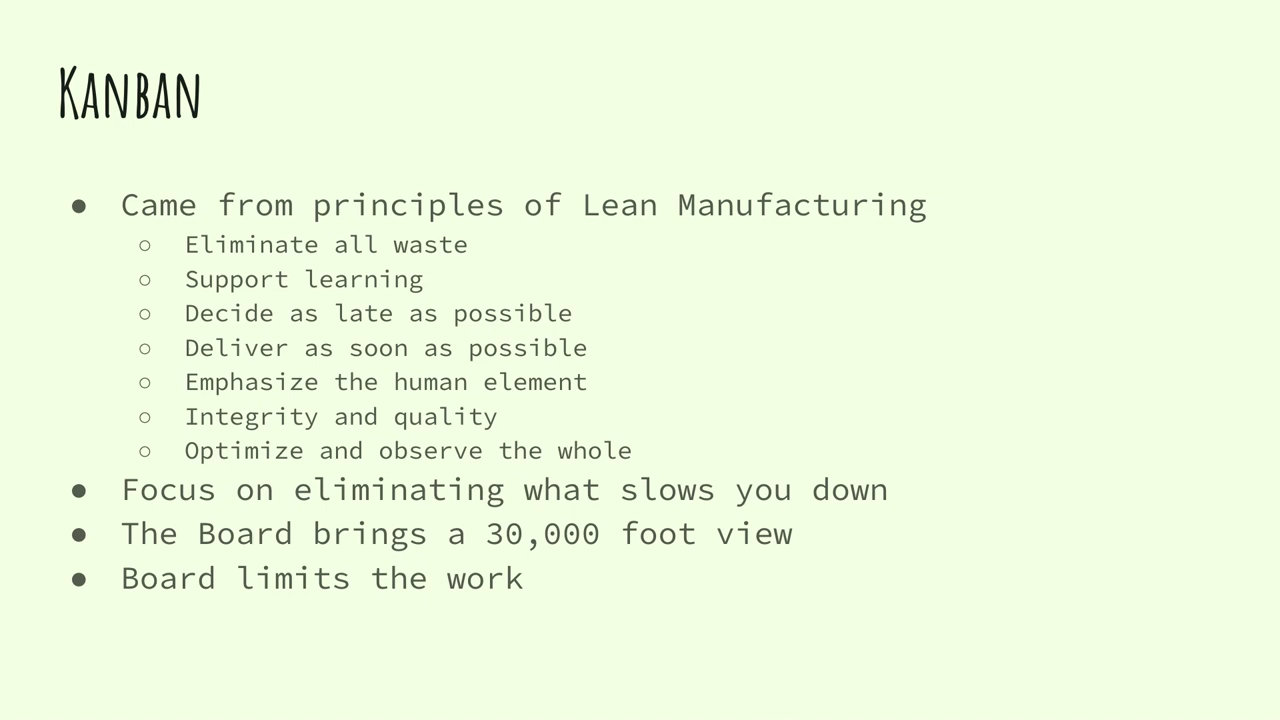 Kanban
● Came from principles of Lean Manufacturing
○ Eliminate all waste
○ Support learning
○ Decide as late as possible
○ Deliver as soon as possible
○ Emphasize the human element
○ Integrity and quality
○ Optimize and observe the whole
● Focus on eliminating what slows you down
● The Board brings a 30,000 foot view
● Board limits the work